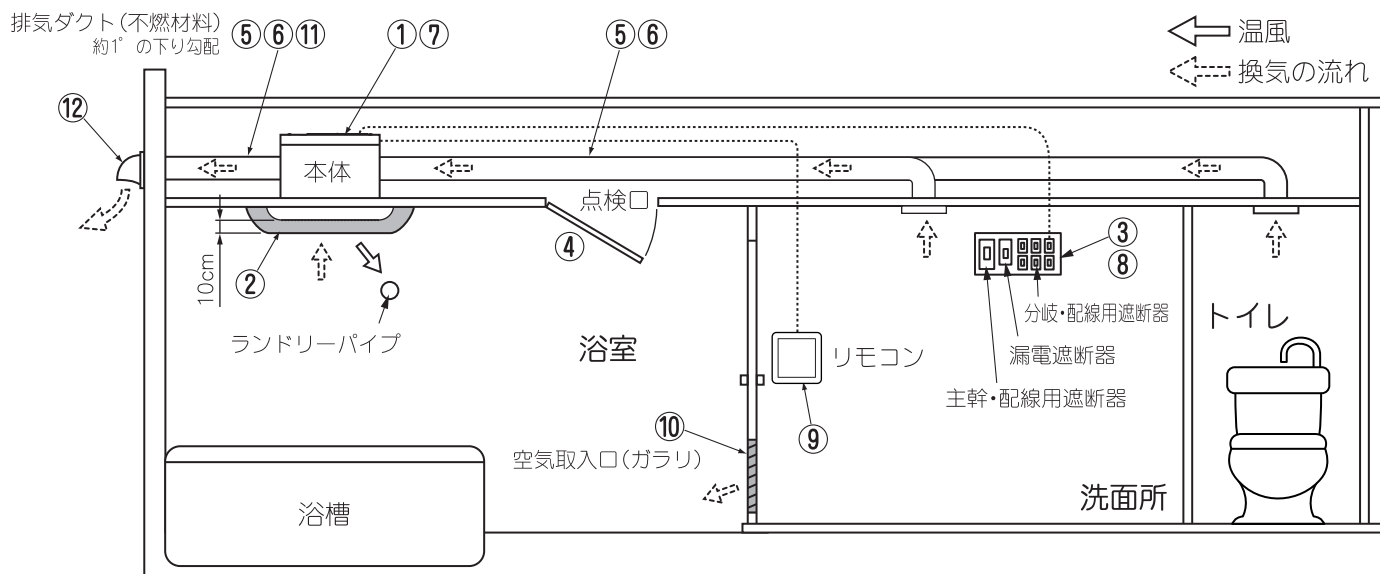 排気ダクト(不燃材料)
約1°の下り勾配
⑤⑥⑪
①⑦
⑤⑥
温風
換気の流れ
⑫
本体
点検口
④
②
10cm
ランドリーパイプ
浴室
③
⑧
分岐・配線用遮断器
漏電遮断器
主幹・配線用遮断器
リモコン
⑨
トイレ
⑩
空気取入口(ガラリ)
洗面所
浴槽